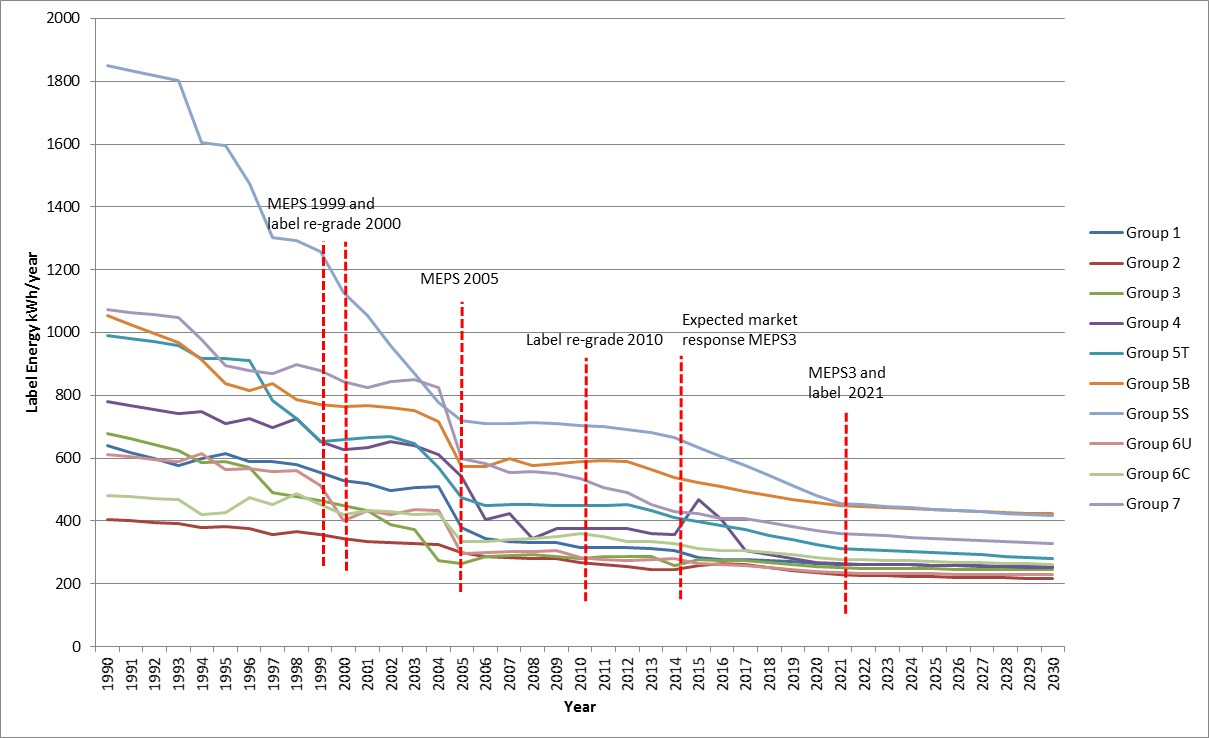 2000
1800
1600
1400
1200
1000
800
600
400
200
0
Label Energy kWh/year
MEPS 1999 and
label re-grade 2000
MEPS 2005
Label re-grade 2010
Expected market
response MEPS3
MEPS3 and
label 2021
1990
1991
1992
1993
1994
1995
1996
1997
1998
1999
2000
2001
2002
2003
2004
2005
2006
2007
2008
2009
2010
2011
2012
2013
2014
2015
2016
2017
2018
2019
2020
2021
2022
2023
2024
2025
2026
2027
2028
2029
2030
Year
Group 1
Group 2
Group 3
Group 4
Group 5T
Group 5B
Group 5S
Group 6U
Group 6C
Group 7